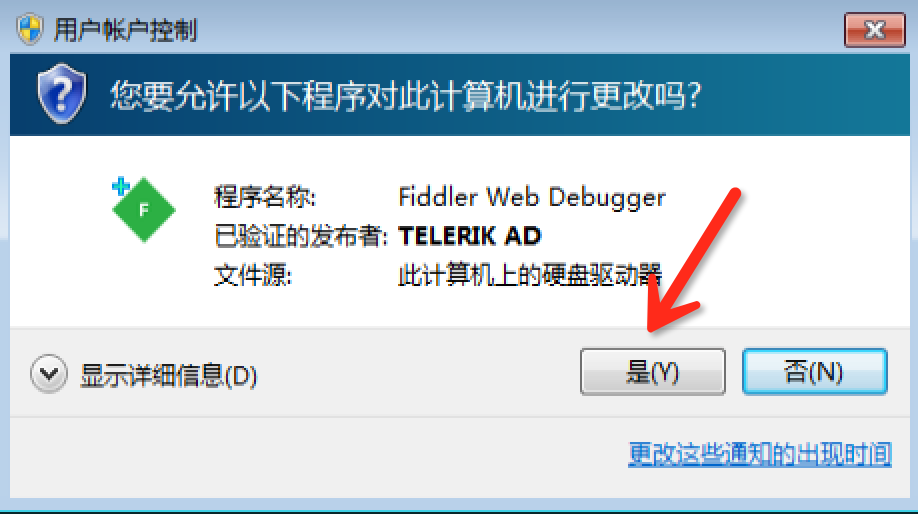 用户帐户控制
您要允许以下程序对此计算机进行更改吗?
F
程序名称: Fiddler Web Debugger
已验证的发布者: TELERIK AD
文件源: 此计算机上的硬盘驱动器
显示详细信息(D)
是(Y)
否(N)
更改这些通知的出现时间